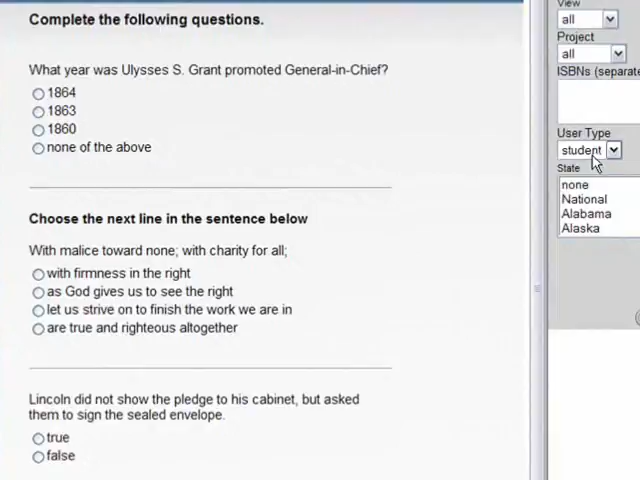 Complete the following questions.
What year was Ulysses S. Grant promoted General-in-Chief?
1864
1863
1860
none of the above
Choose the next line in the sentence below
With malice toward none; with charity for all;
with firmness in the right
as God gives us to see the right
let us strive on to finish the work we are in
are true and righteous altogether
Lincoln did not show the pledge to his cabinet, but asked
them to sign the sealed envelope.
true
false
View
all
Project
all
ISBNs (separate
User Type
student
State
none
National
Alabama
Alaska